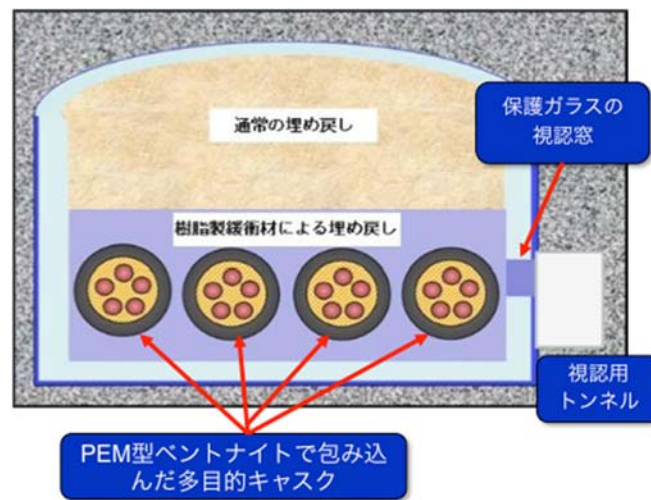 通常の埋め戻し
保護ガラスの
視認窓
樹脂製緩衝材による埋め戻し
視認用
トンネル
PEM型ベントナイトで包み込
んだ多目的キャスク